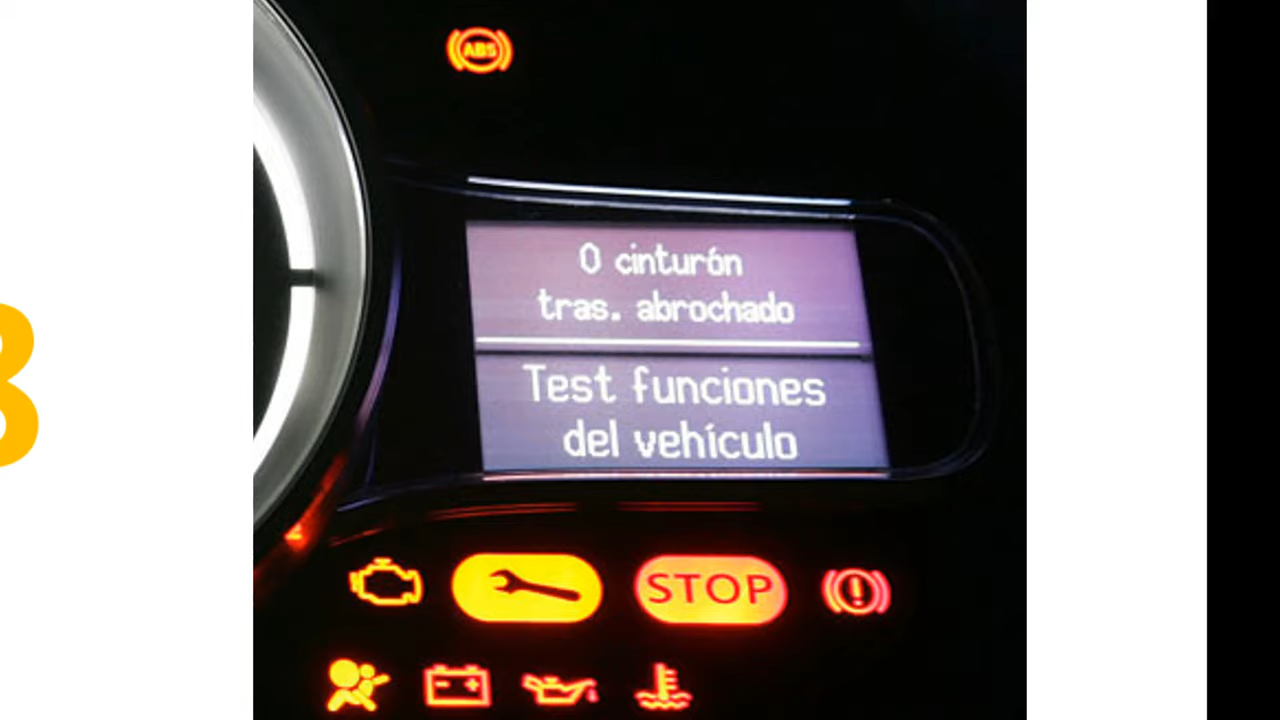 ABS
0 cinturón
tras. abrochado
Test funciones
del vehículo
STOP